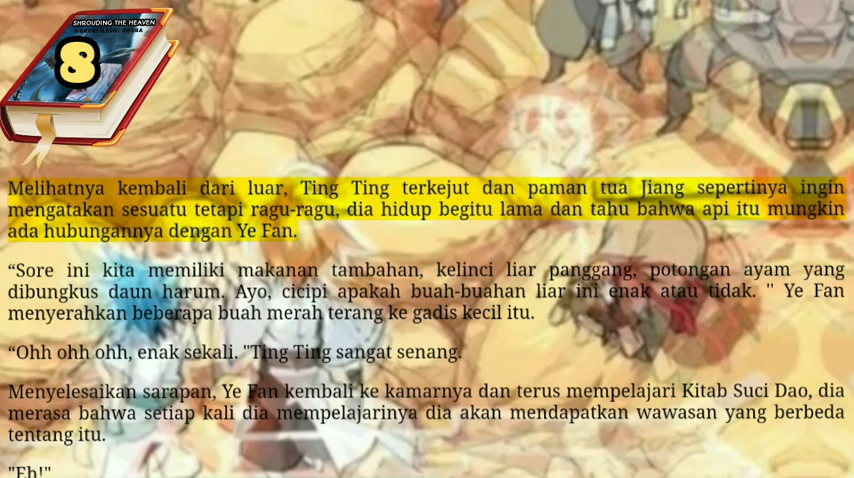 SHROUDING THE HEAVEN
8
Melihatnya kembali dari luar, Ting Ting terkejut dan paman tua Jiang sepertinya ingin
mengatakan sesuatu tetapi ragu-ragu, dia hidup begitu lama dan tahu bahwa api itu mungkin
ada hubungannya dengan Ye Fan.
“Sore ini kita memiliki makanan tambahan, kelinci liar panggang, potongan ayam yang
dibungkus daun harum. Ayo, cicipi apakah buah-buahan liar ini enak atau tidak. " Ye Fan
menyerahkan beberapa buah merah terang ke gadis kecil itu.
“Ohh ohh ohh, enak sekali. "Ting Ting sangat senang.
Menyelesaikan sarapan, Ye Fan kembali ke kamarnya dan terus mempelajari Kitab Suci Dao, dia
merasa bahwa setiap kali dia mempelajarinya dia akan mendapatkan wawasan yang berbeda
tentang itu.
"Eh!"